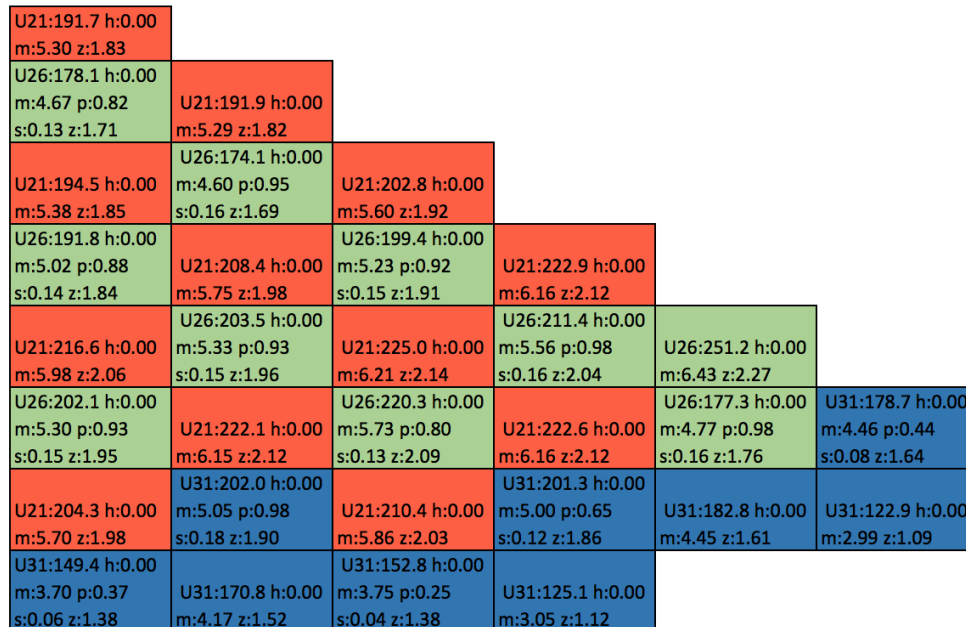 U21:191.7 h:0.00
m:5.30 z:1.83
U26:178.1 h:0.00
m:4.67 p:0.82
s:0.13 z:1.71
U21:191.9 h:0.00
m:5.29 z:1.82
U21:194.5 h:0.00
m:5.38 z:1.85
U26:174.1 h:0.00
m:4.60 p:0.95
s:0.16 z:1.69
U21:202.8 h:0.00
m:5.60 z:1.92
U26:191.8 h:0.00
m:5.02 p:0.88
s:0.14 z:1.84
U21:208.4 h:0.00
m:5.75 z:1.98
U26:199.4 h:0.00
m:5.23 p:0.92
s:0.15 z:1.91
U21:222.9 h:0.00
m:6.16 z:2.12
U21:216.6 h:0.00
m:5.98 z:2.06
U26:203.5 h:0.00
m:5.33 p:0.93
s:0.15 z:1.96
U21:225.0 h:0.00
m:6.21 z:2.14
U26:211.4 h:0.00
m:5.56 p:0.98
s:0.16 z:2.04
U26:251.2 h:0.00
m:6.43 z:2.27
U26:202.1 h:0.00
m:5.30 p:0.93
s:0.15 z:1.95
U21:222.1 h:0.00
m:6.15 z:2.12
U26:220.3 h:0.00
m:5.73 p:0.80
s:0.13 z:2.09
U21:222.6 h:0.00
m:6.16 z:2.12
U26:177.3 h:0.00
m:4.77 p:0.98
s:0.16 z:1.76
U31:178.7 h:0.00
m:4.46 p:0.44
s:0.08 z:1.64
U21:204.3 h:0.00
m:5.70 z:1.98
U31:202.0 h:0.00
m:5.05 p:0.98
s:0.18 z:1.90
U21:210.4 h:0.00
m:5.86 z:2.03
U31:201.3 h:0.00
m:5.00 p:0.65
s:0.12 z:1.86
U31:182.8 h:0.00
m:4.45 z:1.61
U31:122.9 h:0.00
m:2.99 z:1.09
U31:149.4 h:0.00
m:3.70 p:0.37
s:0.06 z:1.38
U31:170.8 h:0.00
m:4.17 z:1.52
U31:152.8 h:0.00
m:3.75 p:0.25
s:0.04 z:1.38
U31:125.1 h:0.00
m:3.05 z:1.12